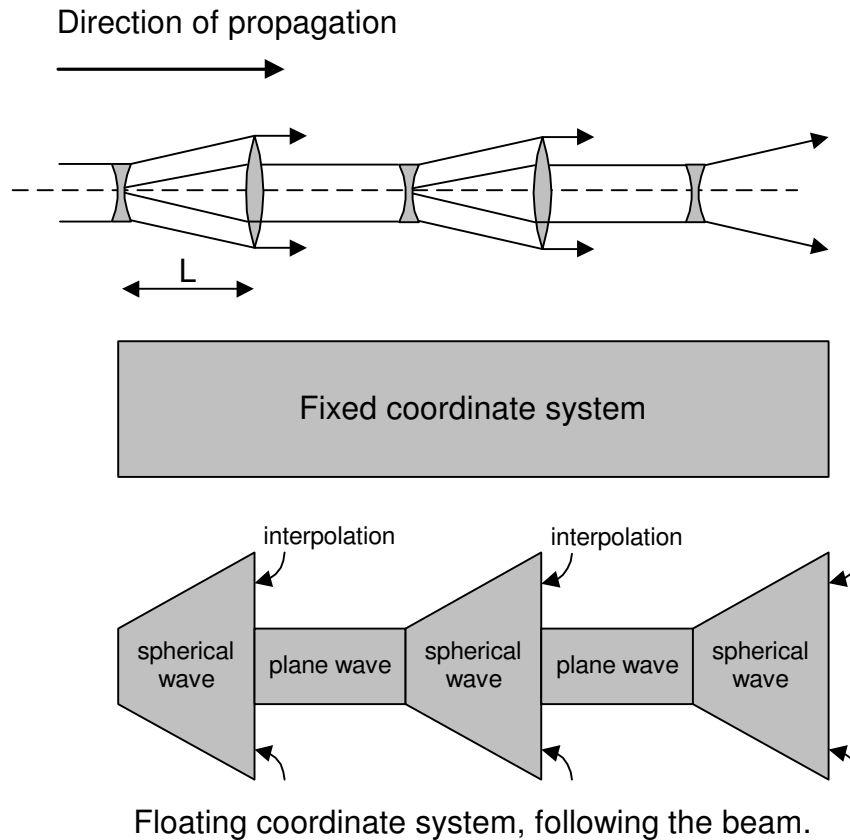 Direction of propagation
L
Fixed coordinate system
interpolation interpolation
spherical wave plane wave spherical wave plane wave spherical wave
Floating coordinate system, following the beam.